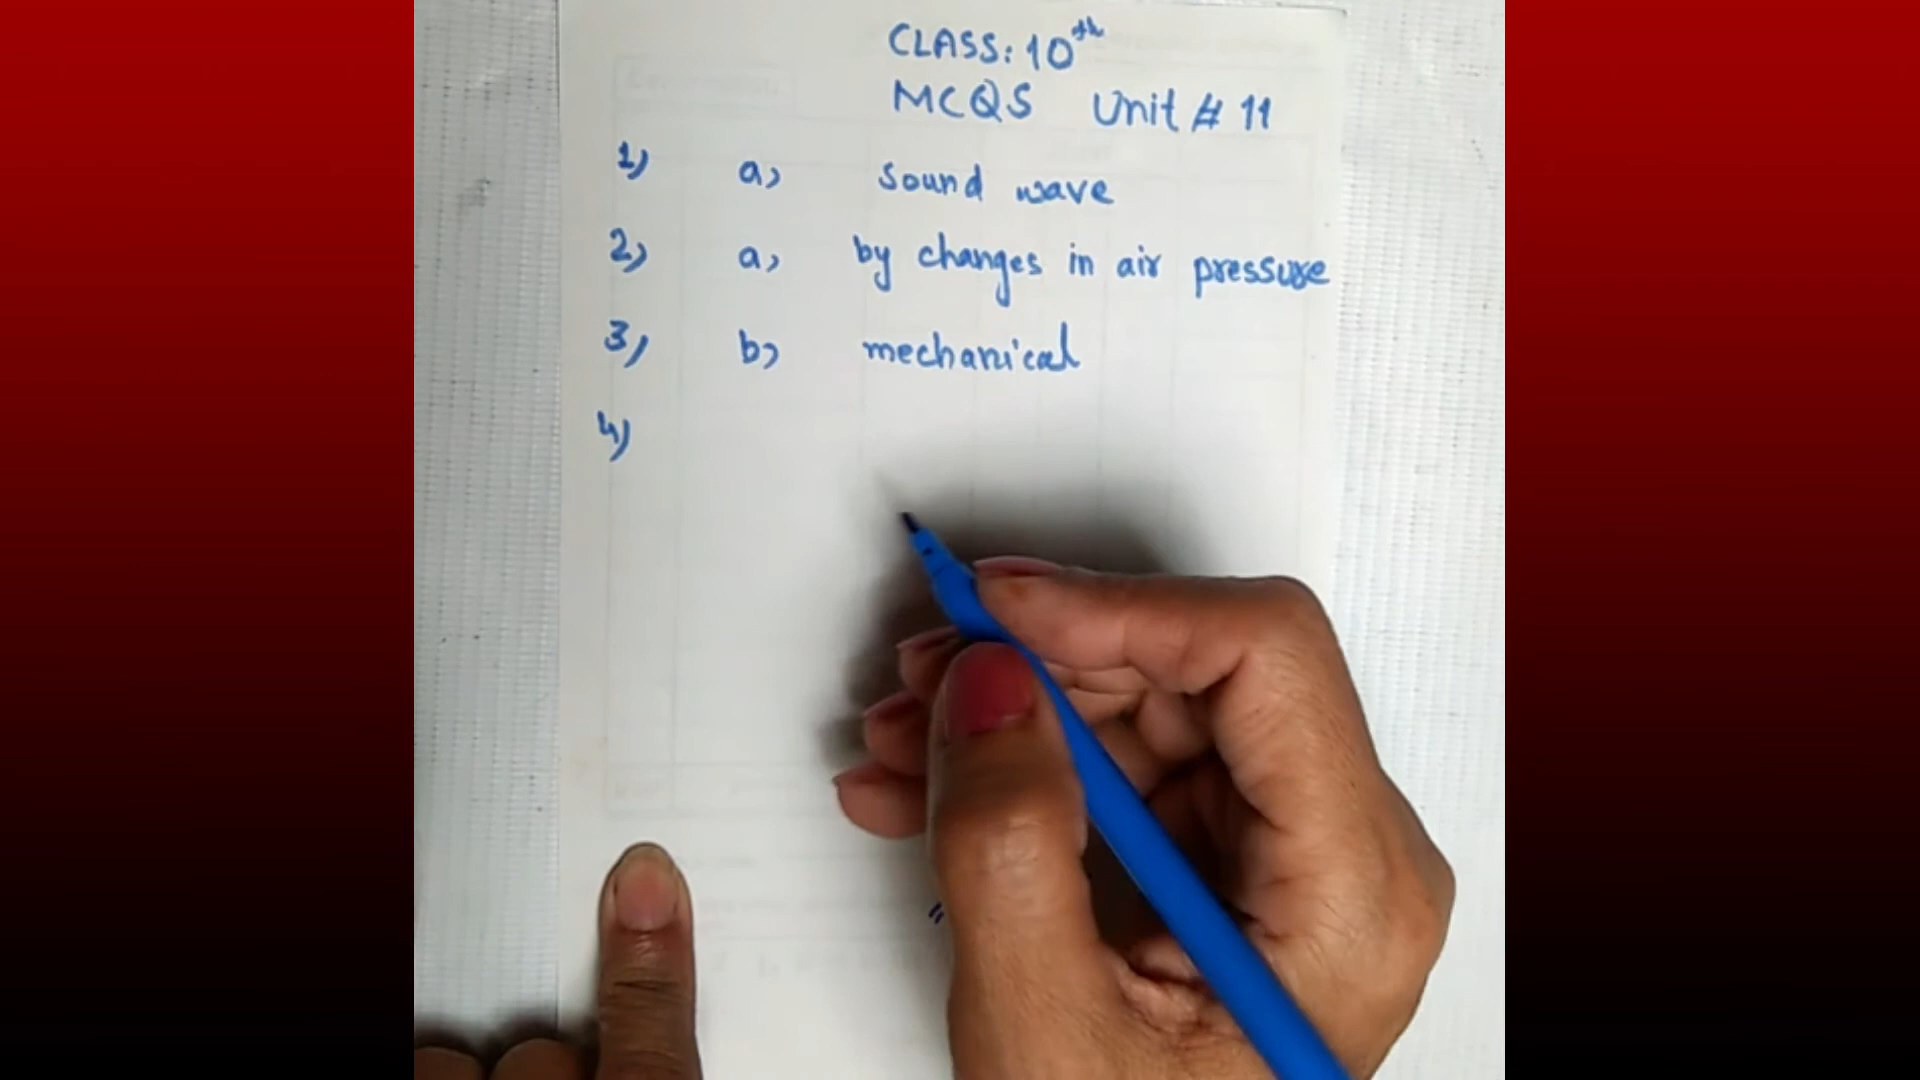 CLASS: 10th
MCQS Unit # 11
1) a) sound wave
2) a) by changes in air pressure
3) b) mechanical
4)